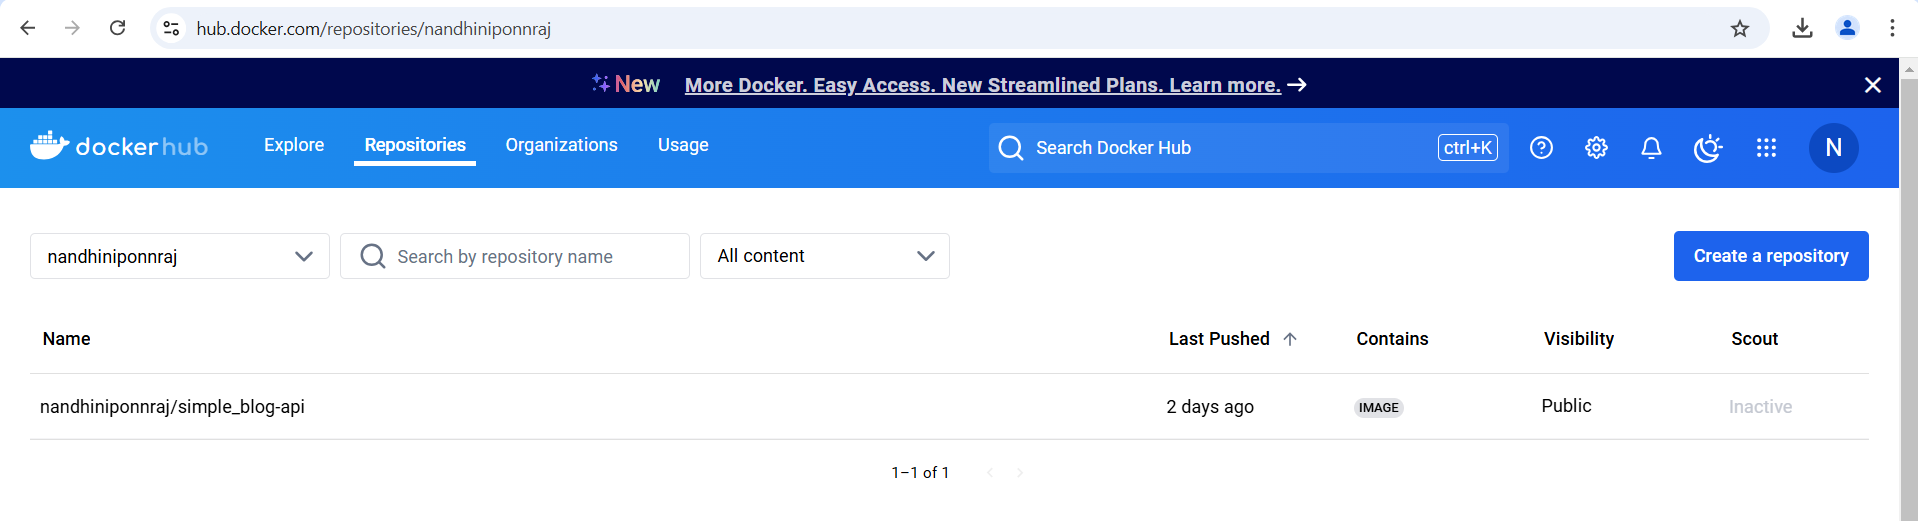 hub.docker.com/repositories/nandhiniponnraj
New More Docker. Easy Access. New Streamlined Plans. Learn more. →
dockerhub Explore Repositories Organizations Usage Search Docker Hub ctrl+K N
nandhiniponnraj Search by repository name All content Create a repository
Name Last Pushed ↑ Contains Visibility Scout
nandhiniponnraj/simple_blog-api 2 days ago IMAGE Public Inactive
1–1 of 1